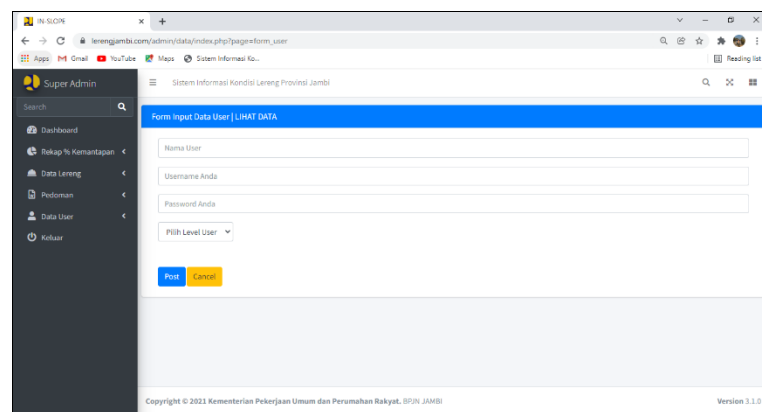 IN-SLOPE
lerengjambi.com/admin/data/index.php?page=form_user
Apps Gmail YouTube Maps Sistem Informasi Ko... Reading list
Super Admin
Sistem Informasi Kondisi Lereng Provinsi Jambi
Search
Form Input Data User | LIHAT DATA
Dashboard
Nama User
Rekap % Kemantapan
Data Lereng
Username Anda
Pedoman
Password Anda
Data User
Pilih Level User
Keluar
Post Cancel
Copyright © 2021 Kementerian Pekerjaan Umum dan Perumahan Rakyat. BPJN JAMBI
Version 3.1.0